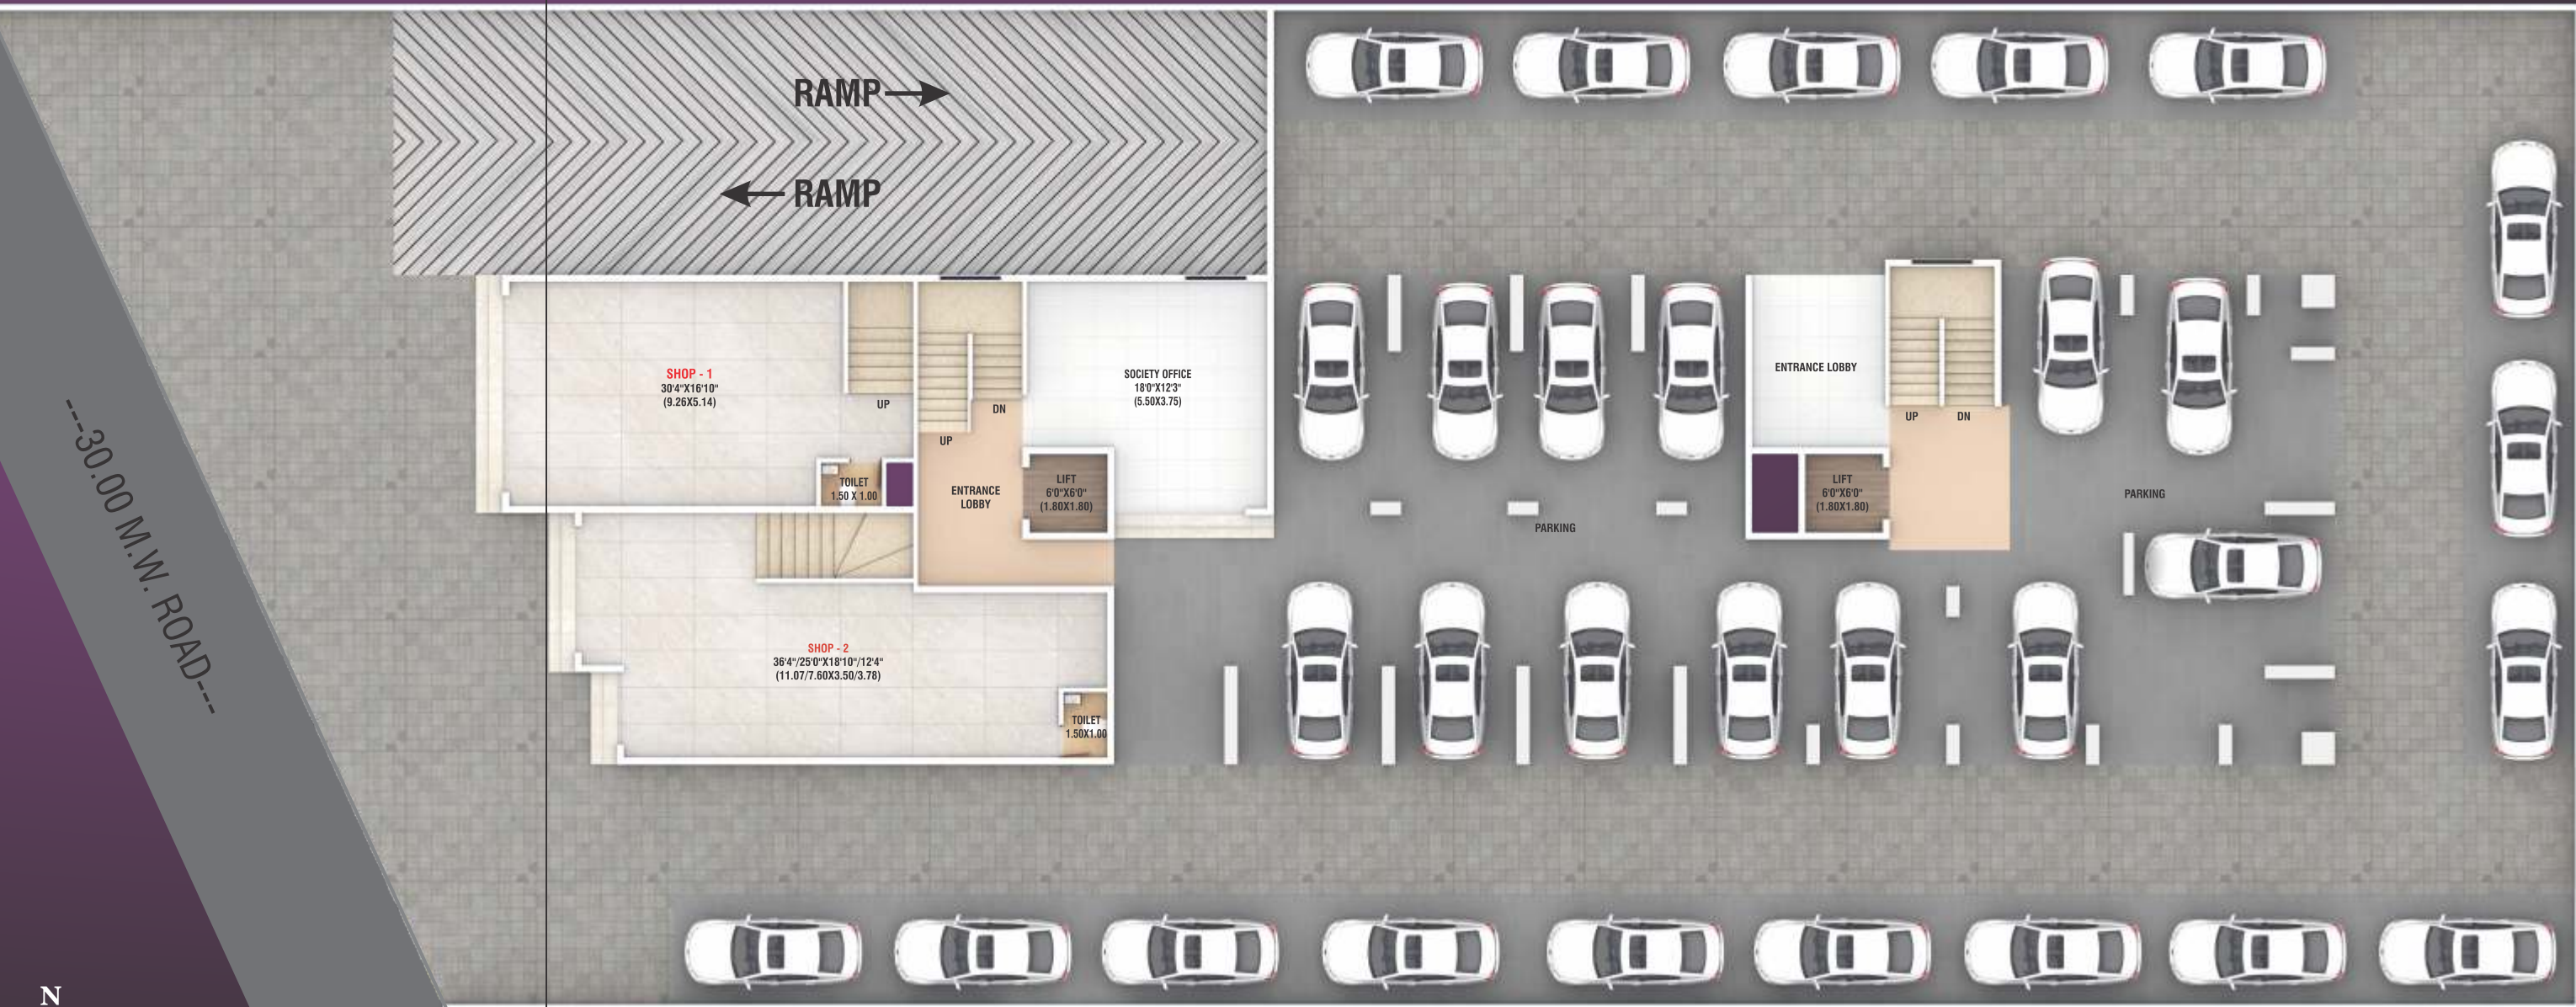 RAMP
RAMP
---30.00 M.W. ROAD---
SHOP - 1
30'4"X16'10"
(9.26X5.14)
UP
DN
UP
SOCIETY OFFICE
18'0"X12'3"
(5.50X3.75)
ENTRANCE LOBBY
UP
DN
TOILET
1.50 X 1.00
ENTRANCE
LOBBY
LIFT
6'0"X6'0"
(1.80X1.80)
LIFT
6'0"X6'0"
(1.80X1.80)
PARKING
PARKING
SHOP - 2
36'4"/25'0"X18'10"/12'4"
(11.07/7.60X3.50/3.78)
TOILET
1.50X1.00
N